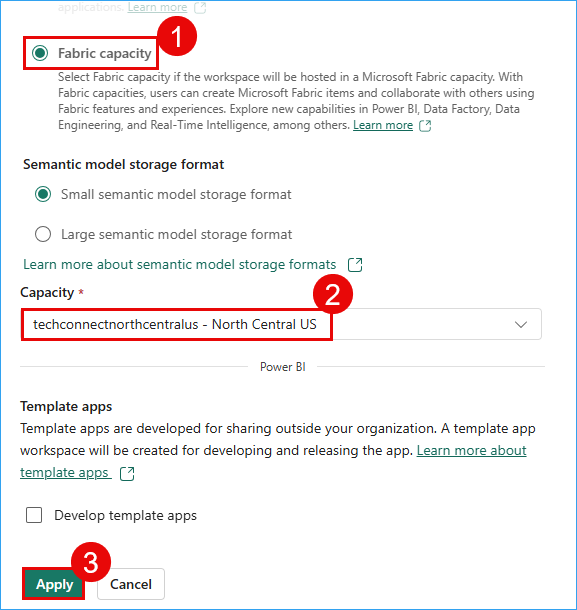 applications. Learn more
1
Fabric capacity
Select Fabric capacity if the workspace will be hosted in a Microsoft Fabric capacity. With
Fabric capacities, users can create Microsoft Fabric items and collaborate with others using
Fabric features and experiences. Explore new capabilities in Power BI, Data Factory, Data
Engineering, and Real-Time Intelligence, among others. Learn more
Semantic model storage format
Small semantic model storage format
Large semantic model storage format
Learn more about semantic model storage formats
Capacity *
2
techconnectnorthcentralus - North Central US
Power BI
Template apps
Template apps are developed for sharing outside your organization. A template app
workspace will be created for developing and releasing the app. Learn more about
template apps
Develop template apps
3
Apply
Cancel